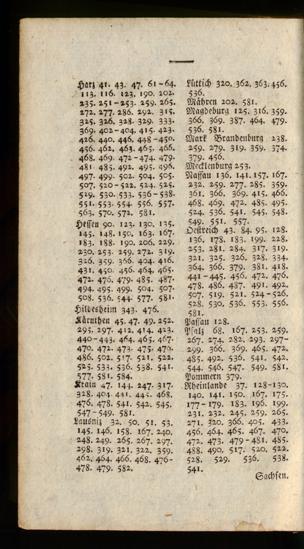 Harz 41. 43. 47. 61-64.
113. 116. 123. 190. 202.
235. 251-253. 259. 265.
272. 277. 286. 292. 315.
325. 326. 328. 329. 333.
369. 402-404. 415. 423.
426. 440. 446. 448-450.
456. 462. 463. 465. 466.
468. 469. 472-474. 479-
481. 485. 492. 495. 496.
497. 499. 502. 504. 505.
507. 520-522. 524. 525.
529. 530. 533. 536-538.
551. 553. 554. 556. 557.
563. 570. 572. 581.
Hessen 90. 123. 130. 135.
145. 148. 150. 163. 167.
183. 188. 190. 206. 229.
230. 253. 259. 272. 319.
326. 359. 366. 404. 416.
431. 450. 456. 464. 465.
472. 476. 479. 485. 487-
494. 495. 499. 504. 507.
508. 536. 544. 577. 581.
Hildesheim 343. 476.
Kärnthen 45. 47. 49. 252.
295. 297. 412. 414. 423.
440-443. 464. 465. 467-
470. 472. 473. 475. 478.
486. 502. 517. 521. 522.
525. 533. 536. 538. 541.
577. 581. 584.
Krain 47. 144. 247. 317.
328. 404. 441. 445. 468.
476. 478. 541. 542. 545.
547-549. 581.
Lausnitz 32. 50. 51. 53.
145. 146. 158. 167. 240.
248. 249. 265. 267. 297.
298. 319. 321. 322. 359.
462. 464. 466. 468. 476-
478. 479. 582.
Lüttich 320. 362. 363. 456.
536.
Mähren 202. 581.
Magdeburg 125. 316. 359.
366. 369. 387. 464. 479.
536. 581.
Mark Brandenburg 238.
259. 279. 319. 359. 374.
379. 456.
Mecklenburg 253.
Nassau 136. 141. 157. 167.
232. 259. 277. 285. 359.
361. 366. 369. 415. 466.
468. 469. 472. 485. 495.
524. 536. 541. 545. 548.
549. 551. 557.
Oestreich 43. 84. 95. 128.
136. 178. 183. 199. 228.
253. 281. 284. 317. 319.
321. 325. 326. 328. 334.
364. 366. 379. 381. 418.
441-445. 456. 472. 476.
478. 486. 487. 491. 492.
507. 519. 521. 524-526.
528. 530. 536. 553. 556.
581.
Passau 128.
Pfalz 68. 167. 253. 259.
267. 274. 282. 293. 297-
299. 366. 369. 465. 472.
485. 492. 536. 541. 542.
544. 546. 547. 549. 581.
Pommern 379.
Rheinlande 37. 128-130.
140. 141. 150. 167. 175.
177-179. 183. 196. 199.
231. 232. 245. 259. 265.
271. 320. 366. 405. 433.
456. 464. 465. 467. 470.
472. 473. 479-481. 485.
488. 490. 517. 520. 522.
528. 529. 536. 538.
541.
Sachsen.